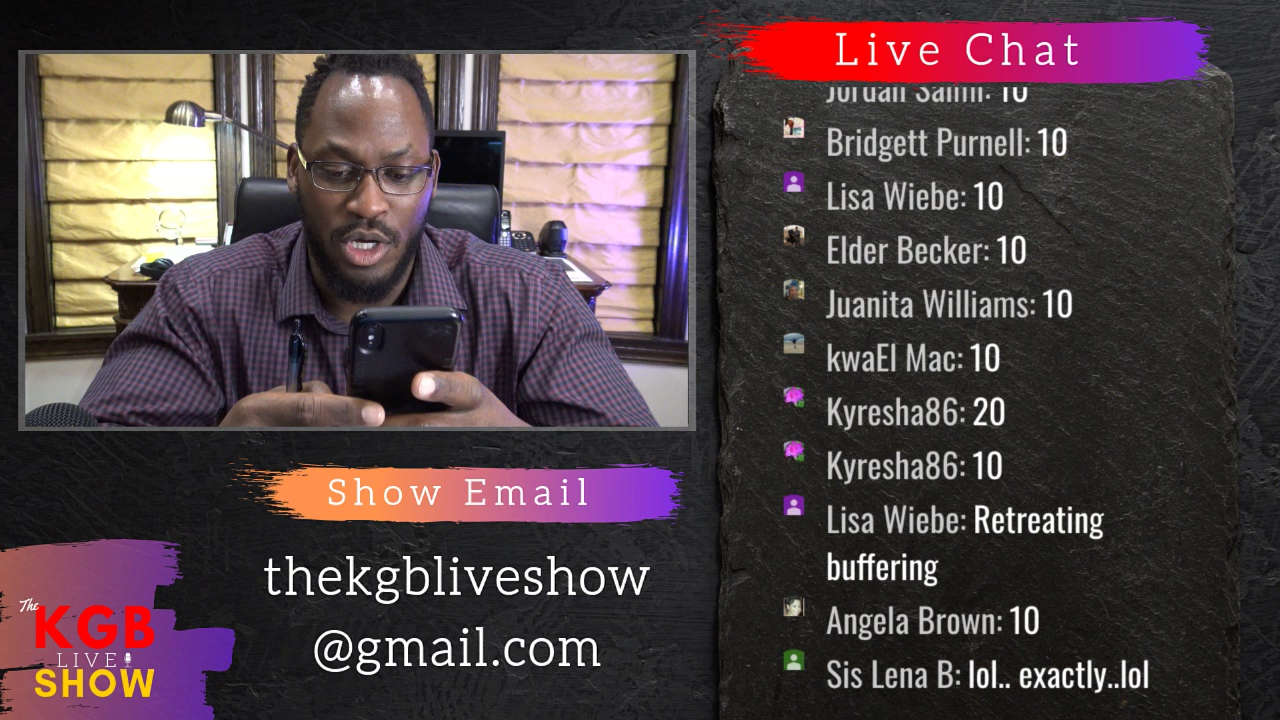 Live Chat
10
Bridgett Purnell: 10
Lisa Wiebe: 10
Elder Becker: 10
Juanita Williams: 10
kwaEl Mac: 10
Kyresha86: 20
Kyresha86: 10
Lisa Wiebe: Retreating
buffering
Angela Brown: 10
Sis Lena B: lol.. exactly..lol
Show Email
thekgbliveshow
@gmail.com
The
KGB
LIVE
SHOW